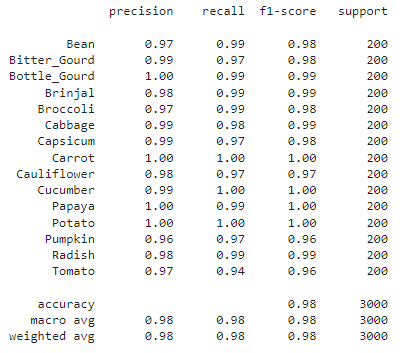 precision recall f1-score support
Bean 0.97 0.99 0.98 200
Bitter_Gourd 0.99 0.97 0.98 200
Bottle_Gourd 1.00 0.99 0.99 200
Brinjal 0.98 0.99 0.99 200
Broccoli 0.97 0.99 0.98 200
Cabbage 0.99 0.98 0.99 200
Capsicum 0.99 0.97 0.98 200
Carrot 1.00 1.00 1.00 200
Cauliflower 0.98 0.97 0.97 200
Cucumber 0.99 1.00 1.00 200
Papaya 1.00 0.99 1.00 200
Potato 1.00 1.00 1.00 200
Pumpkin 0.96 0.97 0.96 200
Radish 0.98 0.99 0.99 200
Tomato 0.97 0.94 0.96 200
accuracy 0.98 3000
macro avg 0.98 0.98 0.98 3000
weighted avg 0.98 0.98 0.98 3000